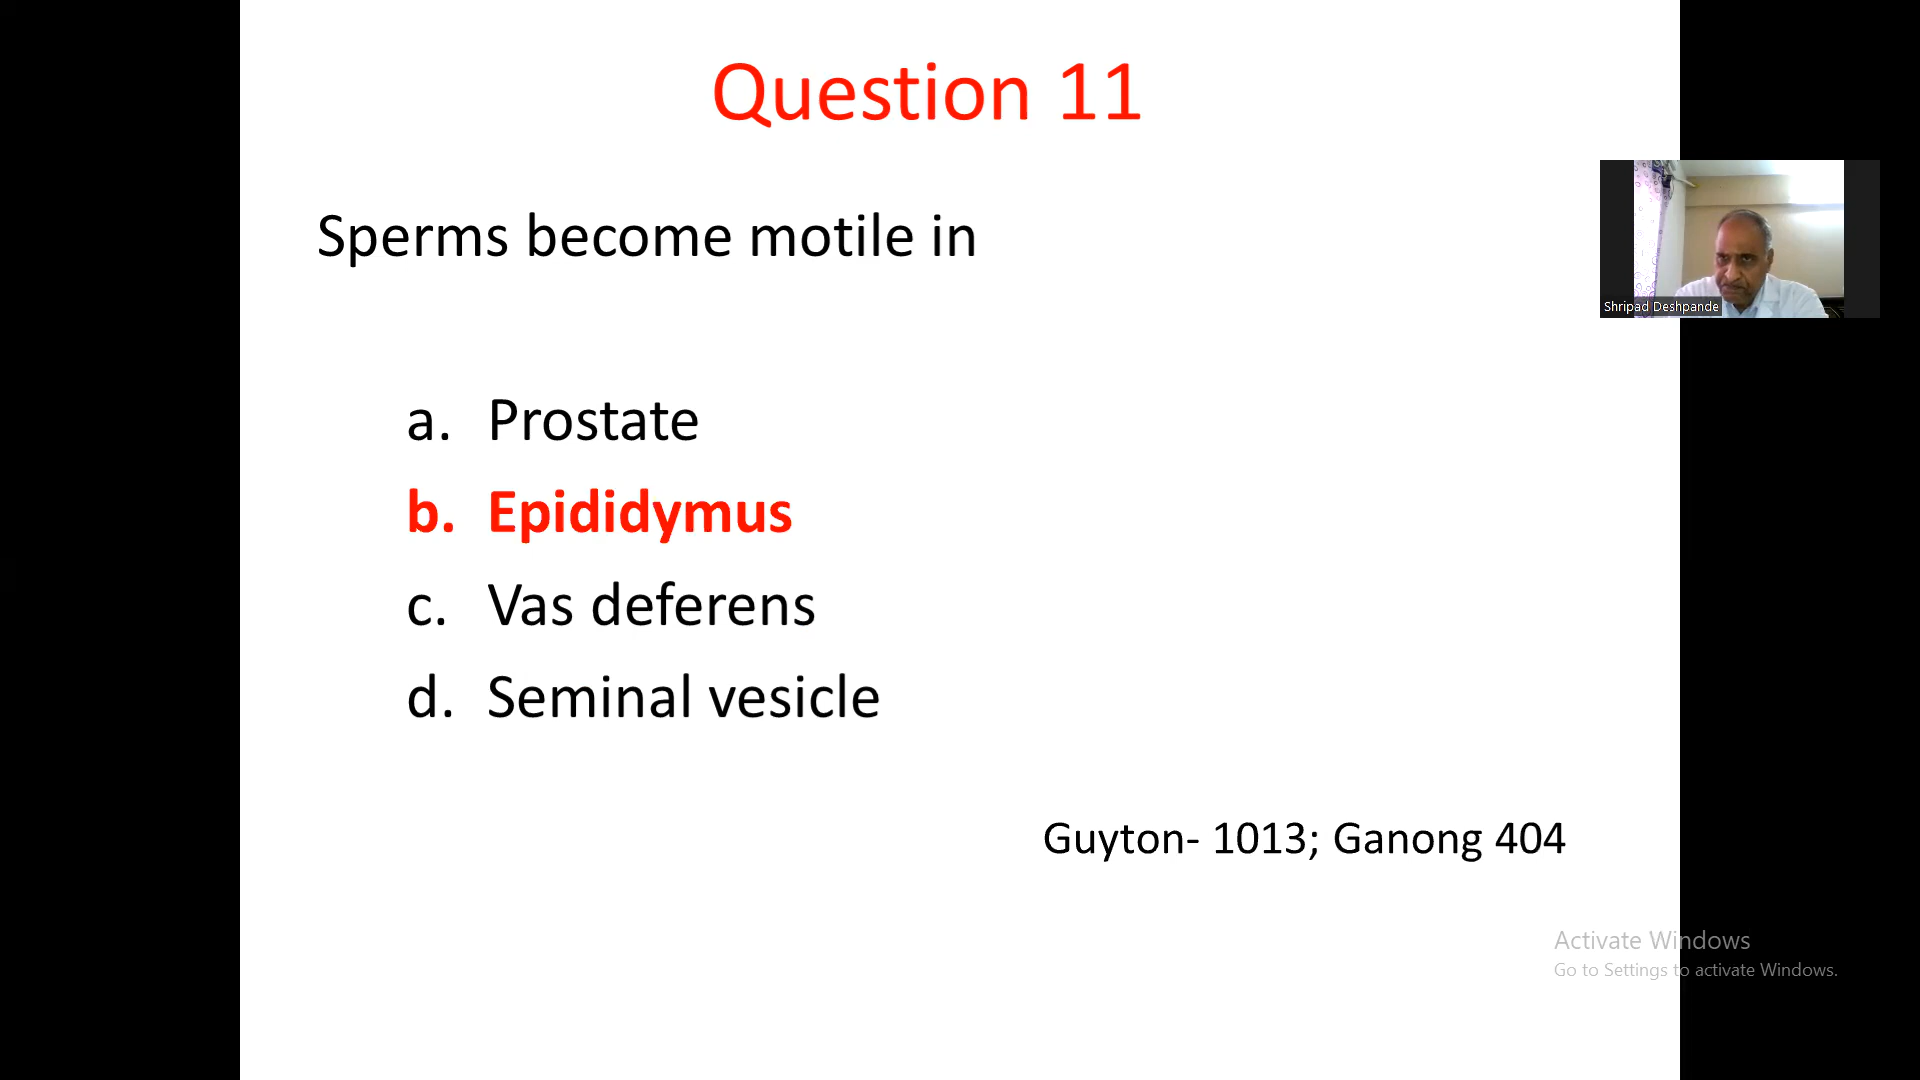 Question 11
Sperms become motile in
a. Prostate
b. Epididymus
c. Vas deferens
d. Seminal vesicle
Guyton- 1013; Ganong 404
Shripad Deshpande
Activate Windows
Go to Settings to activate Windows.